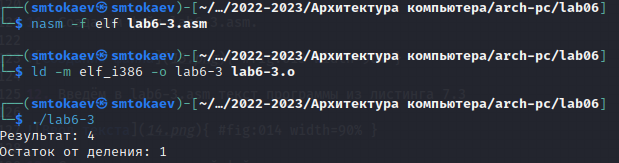 ┌──(smtokaev㉿smtokaev)-[~/…/2022-2023/Архитектура компьютера/arch-pc/lab06]
└─$ nasm -f elf lab6-3.asm
┌──(smtokaev㉿smtokaev)-[~/…/2022-2023/Архитектура компьютера/arch-pc/lab06]
└─$ ld -m elf_i386 -o lab6-3 lab6-3.o
┌──(smtokaev㉿smtokaev)-[~/…/2022-2023/Архитектура компьютера/arch-pc/lab06]
└─$ ./lab6-3
Результат: 4
Остаток от деления: 1